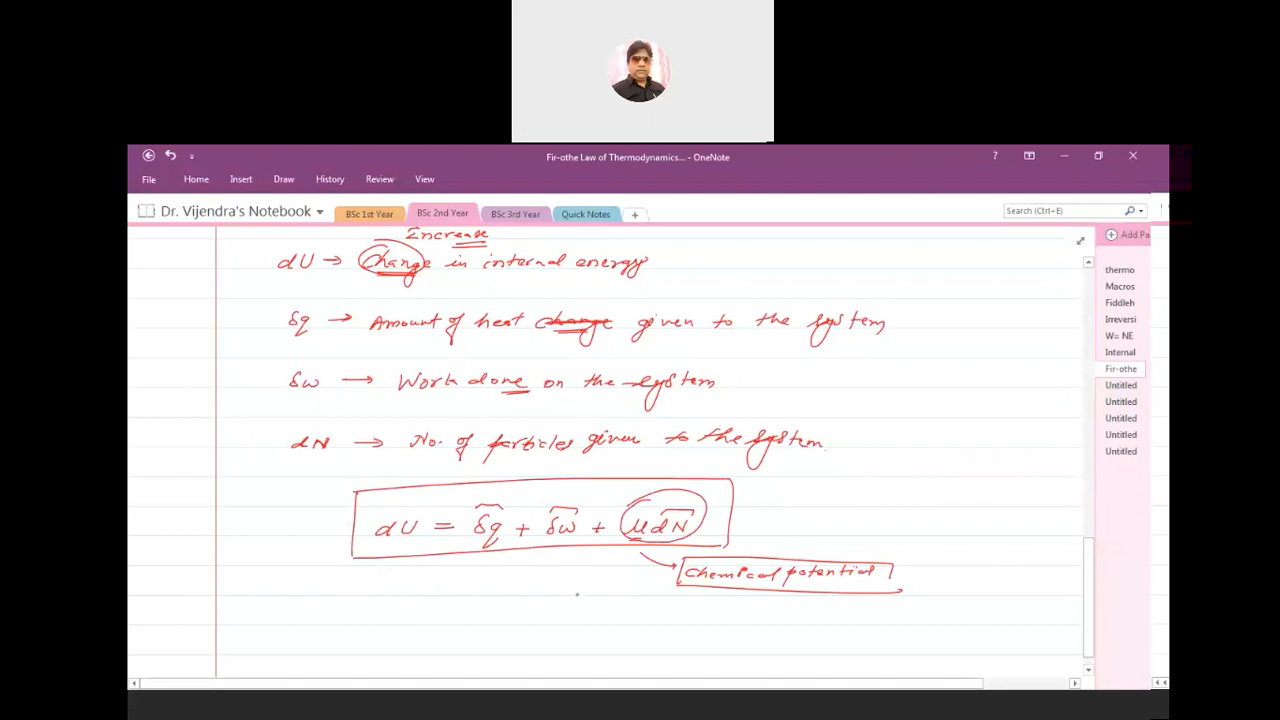 Fir-othe Law of Thermodynamics... - OneNote
?
File Home Insert Draw History Review View
Dr. Vijendra's Notebook BSc 1st Year BSc 2nd Year BSc 3rd Year Quick Notes + Search (Ctrl+E)
Add Pa
thermo
Macros
Fiddleh
Irreversi
W= NE
Internal
Fir-othe
Untitled
Untitled
Untitled
Untitled
Untitled
Increase
dU → Change in internal energy
δq → Amount of heat change given to the system
δw → Work done on the system
dN → No. of particles given to the system
dU = δq + δw + μdN
Chemical potential